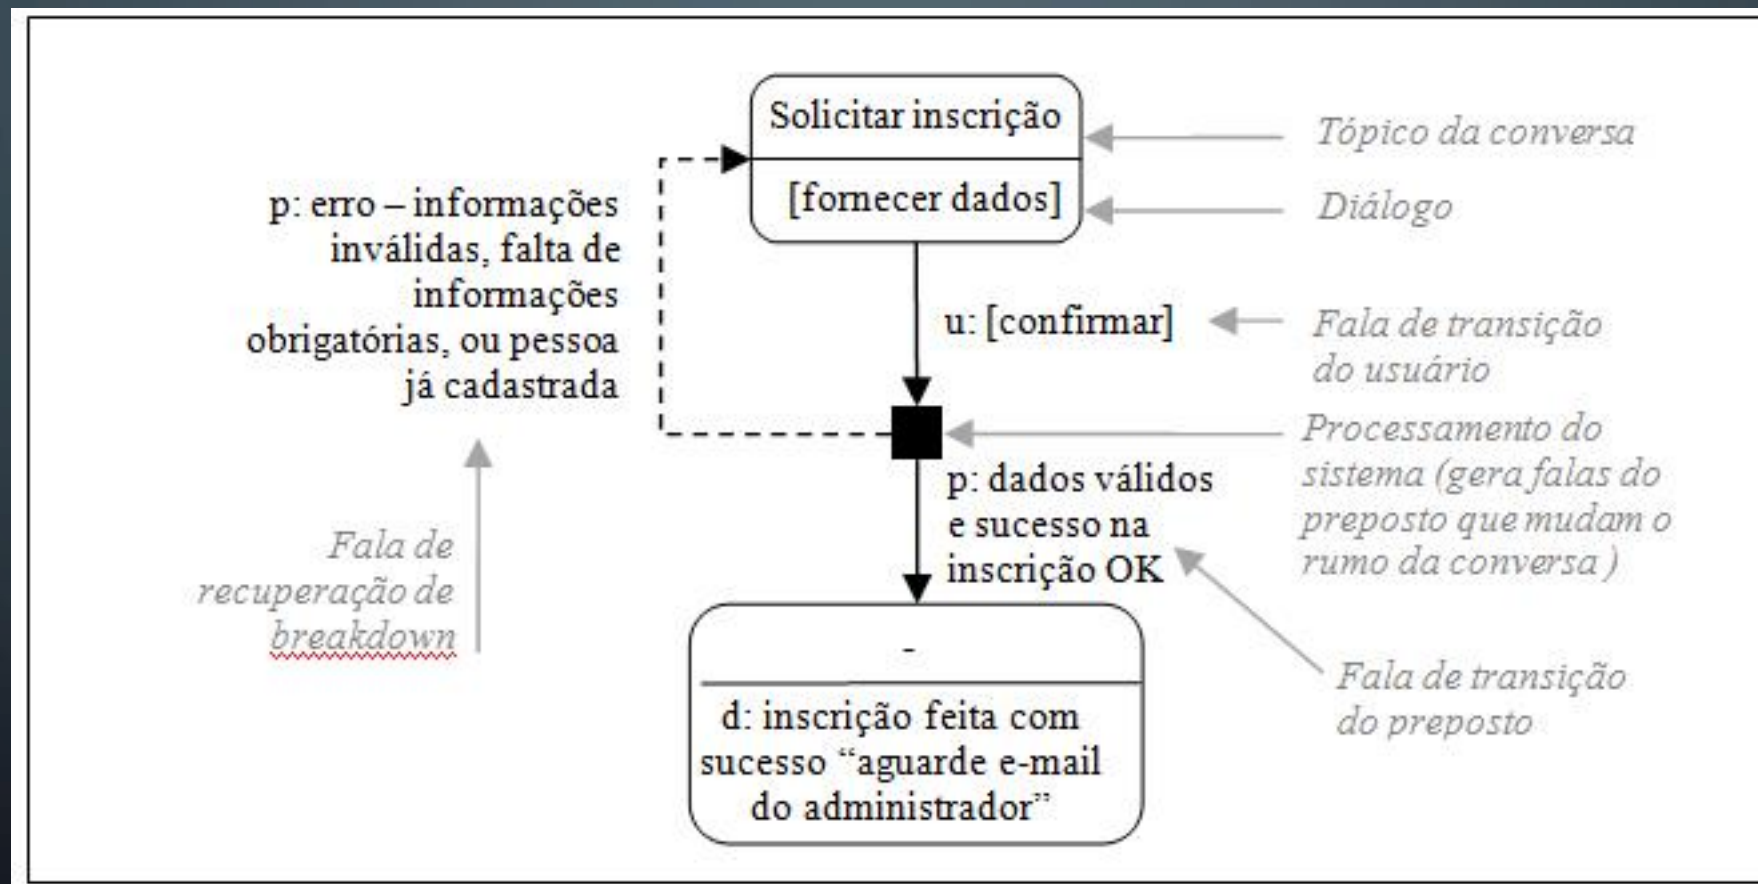 Solicitar inscrição
[fornecer dados]
Tópico da conversa
Diálogo
p: erro – informações
inválidas, falta de
informações
obrigatórias, ou pessoa
já cadastrada
u: [confirmar]
Fala de transição
do usuário
Processamento do
sistema (gera falas do
preposto que mudam o
rumo da conversa )
p: dados válidos
e sucesso na
inscrição OK
Fala de
recuperação de
breakdown
Fala de transição
do preposto
-
d: inscrição feita com
sucesso “aguarde e-mail
do administrador”